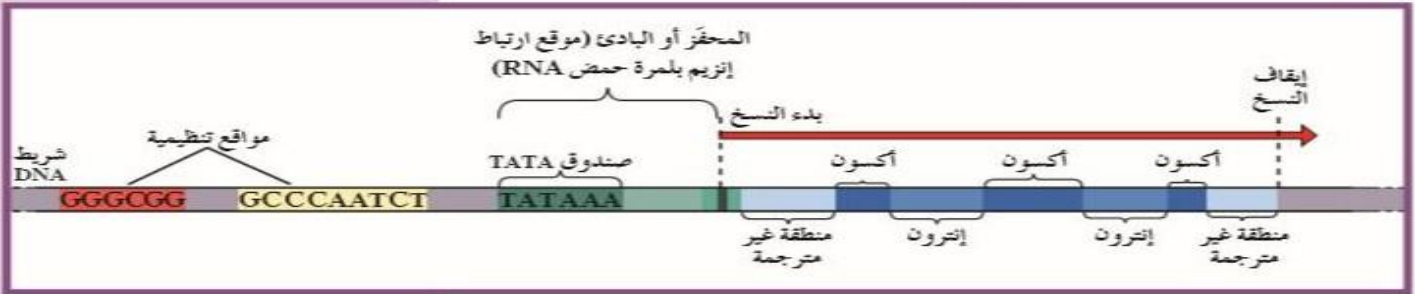 المحفّز أو البادئ (موقع ارتباط
إنزيم بلمرة حمض RNA)
إيقاف
النسخ
بدء النسخ
مواقع تنظيمية
شريط
DNA
صندوق TATA
أكسون
أكسون
أكسون
GGGCGG
GCCCAATCT
TATAAA
منطقة غير
مترجمة
إنترون
إنترون
منطقة غير
مترجمة